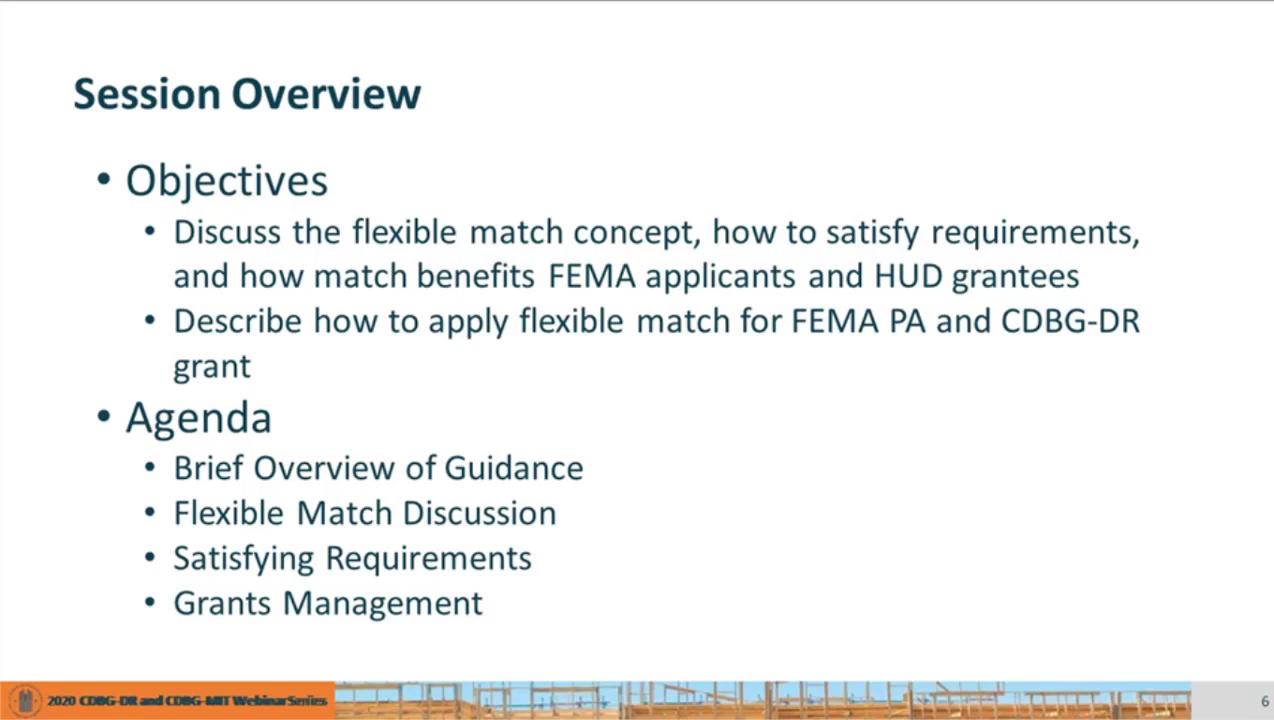 Session Overview
• Objectives
• Discuss the flexible match concept, how to satisfy requirements,
and how match benefits FEMA applicants and HUD grantees
• Describe how to apply flexible match for FEMA PA and CDBG-DR
grant
• Agenda
• Brief Overview of Guidance
• Flexible Match Discussion
• Satisfying Requirements
• Grants Management
2020 CDBG-DR and CDBG-MIT Webinar Series
6